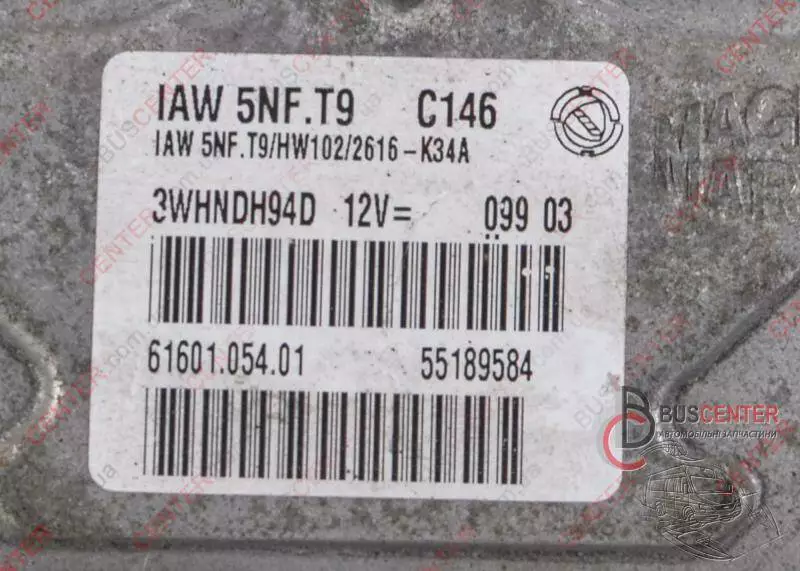 IAW 5NF.T9 C146
IAW 5NF.T9/HW102/2616-K34A
3WHNDH94D 12V= 099 03
61601.054.01 55189584
BUSCENTER
АВТОМОБІЛЬНІ ЗАПЧАСТИНИ